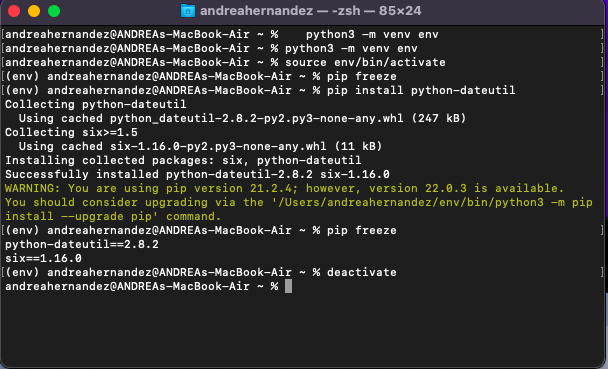 andreahernandez — -zsh — 85×24
[andreahernandez@ANDREAs-MacBook-Air ~ %    python3 -m venv env ]
[andreahernandez@ANDREAs-MacBook-Air ~ % python3 -m venv env ]
[andreahernandez@ANDREAs-MacBook-Air ~ % source env/bin/activate ]
[(env) andreahernandez@ANDREAs-MacBook-Air ~ % pip freeze ]
[(env) andreahernandez@ANDREAs-MacBook-Air ~ % pip install python-dateutil ]
Collecting python-dateutil
  Using cached python_dateutil-2.8.2-py2.py3-none-any.whl (247 kB)
Collecting six>=1.5
  Using cached six-1.16.0-py2.py3-none-any.whl (11 kB)
Installing collected packages: six, python-dateutil
Successfully installed python-dateutil-2.8.2 six-1.16.0
WARNING: You are using pip version 21.2.4; however, version 22.0.3 is available.
You should consider upgrading via the '/Users/andreahernandez/env/bin/python3 -m pip
install --upgrade pip' command.
[(env) andreahernandez@ANDREAs-MacBook-Air ~ % pip freeze ]
python-dateutil==2.8.2
six==1.16.0
[(env) andreahernandez@ANDREAs-MacBook-Air ~ % deactivate ]
andreahernandez@ANDREAs-MacBook-Air ~ %